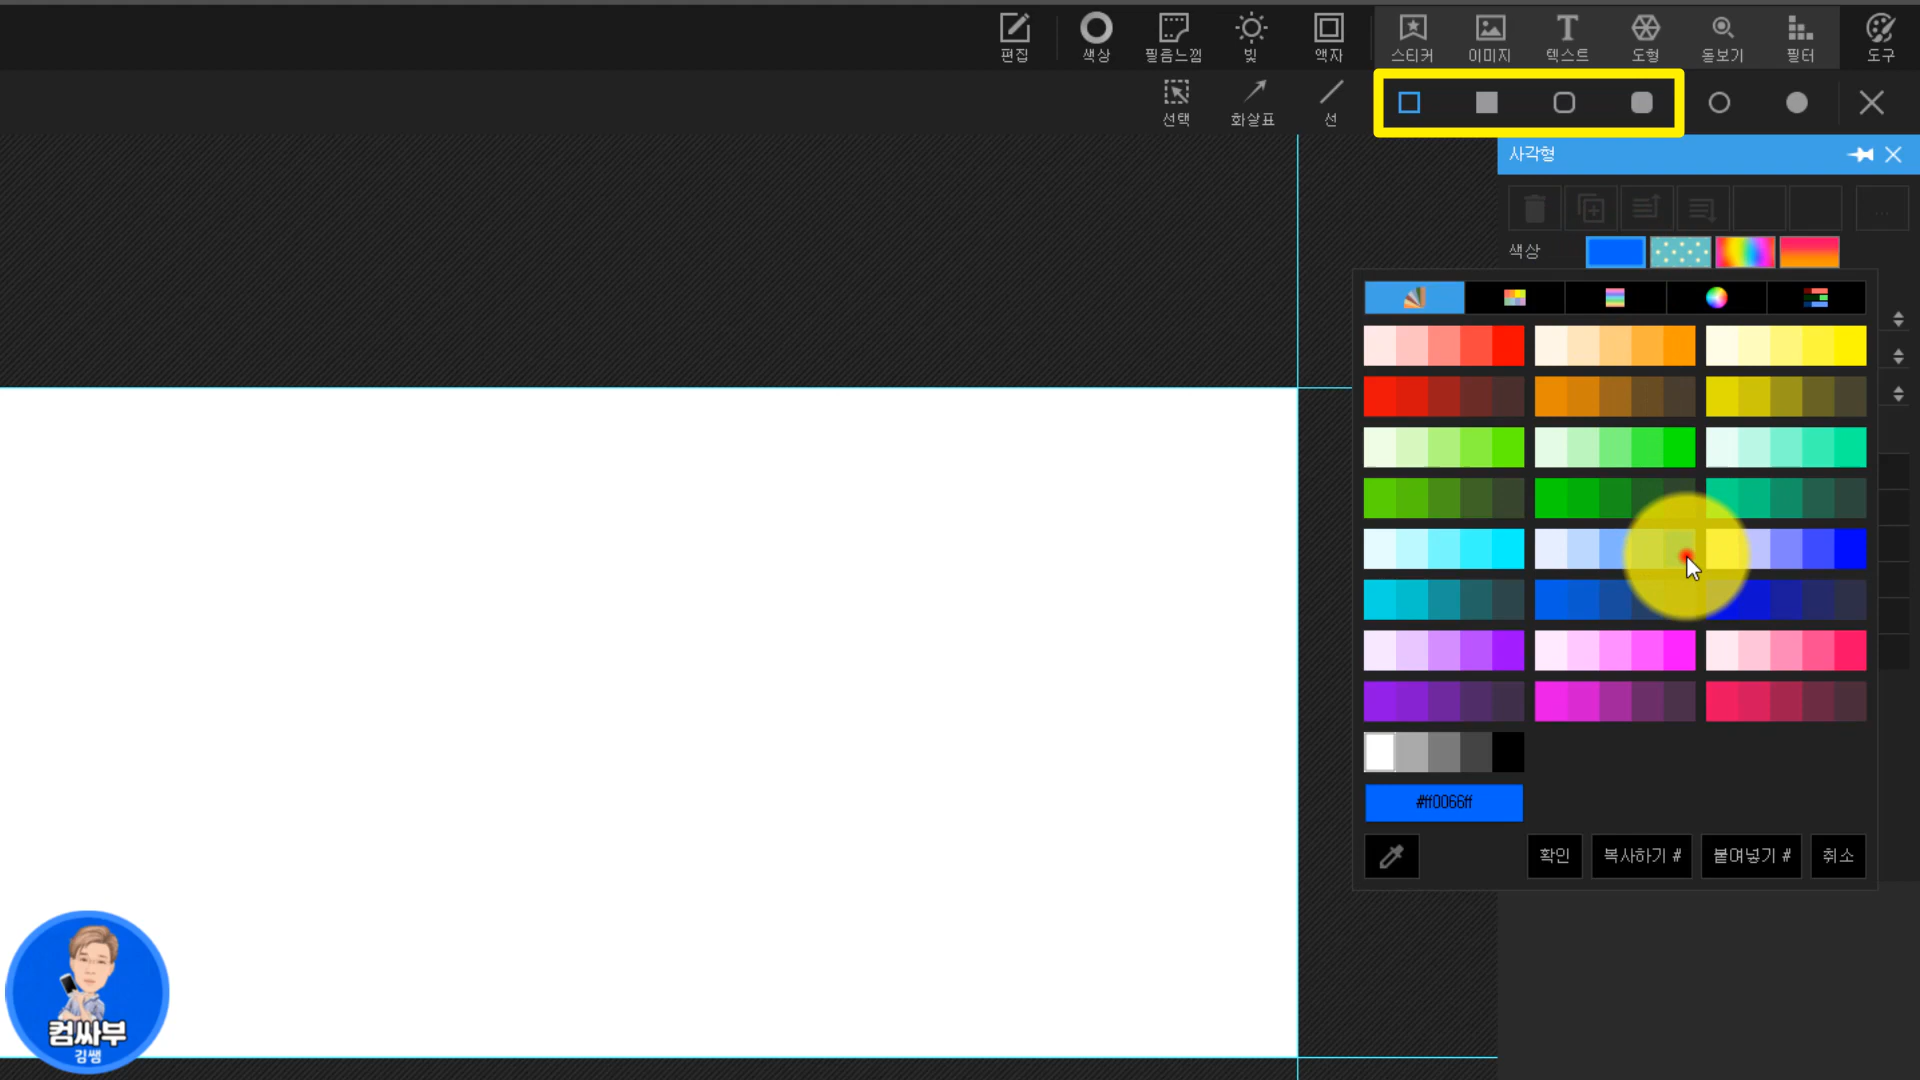 편집 색상 필름느낌 빛 액자 스티커 이미지 텍스트 도형 돋보기 필터 도구
선택 화살표 선
사각형
...
색상
#ff0066ff
확인 복사하기 # 붙여넣기 # 취소
컴싸부
김쌤